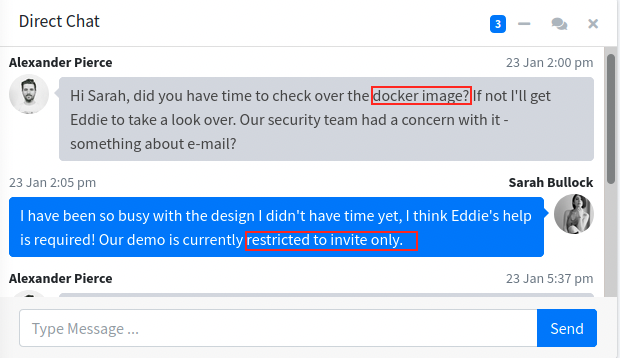 Direct Chat
3
Alexander Pierce
23 Jan 2:00 pm
Hi Sarah, did you have time to check over the docker image? If not I'll get
Eddie to take a look over. Our security team had a concern with it -
something about e-mail?
23 Jan 2:05 pm
Sarah Bullock
I have been so busy with the design I didn't have time yet, I think Eddie's help
is required! Our demo is currently restricted to invite only.
Alexander Pierce
23 Jan 5:37 pm
Type Message ...
Send